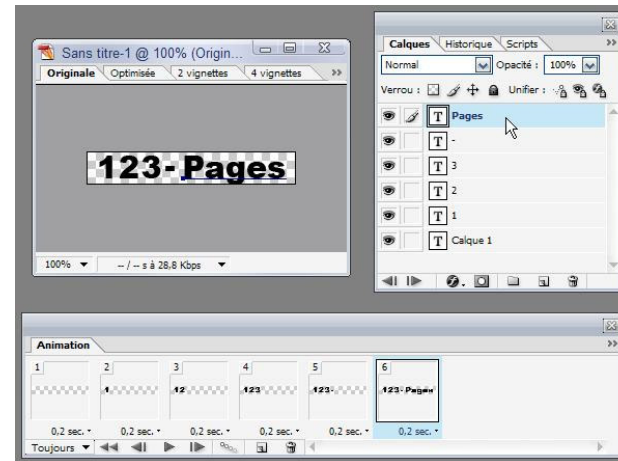 Sans titre-1 @ 100% (Origin...
Originale Optimisée 2 vignettes 4 vignettes
123- Pages
100% -- / -- s à 28,8 Kbps
Calques Historique Scripts
Normal Opacité : 100%
Verrou : Unifier :
T Pages
T -
T 3
T 2
T 1
T Calque 1
Animation
1 2 3 4 5 6
1 12 123 123- 123- Pages
0,2 sec. 0,2 sec. 0,2 sec. 0,2 sec. 0,2 sec. 0,2 sec.
Toujours